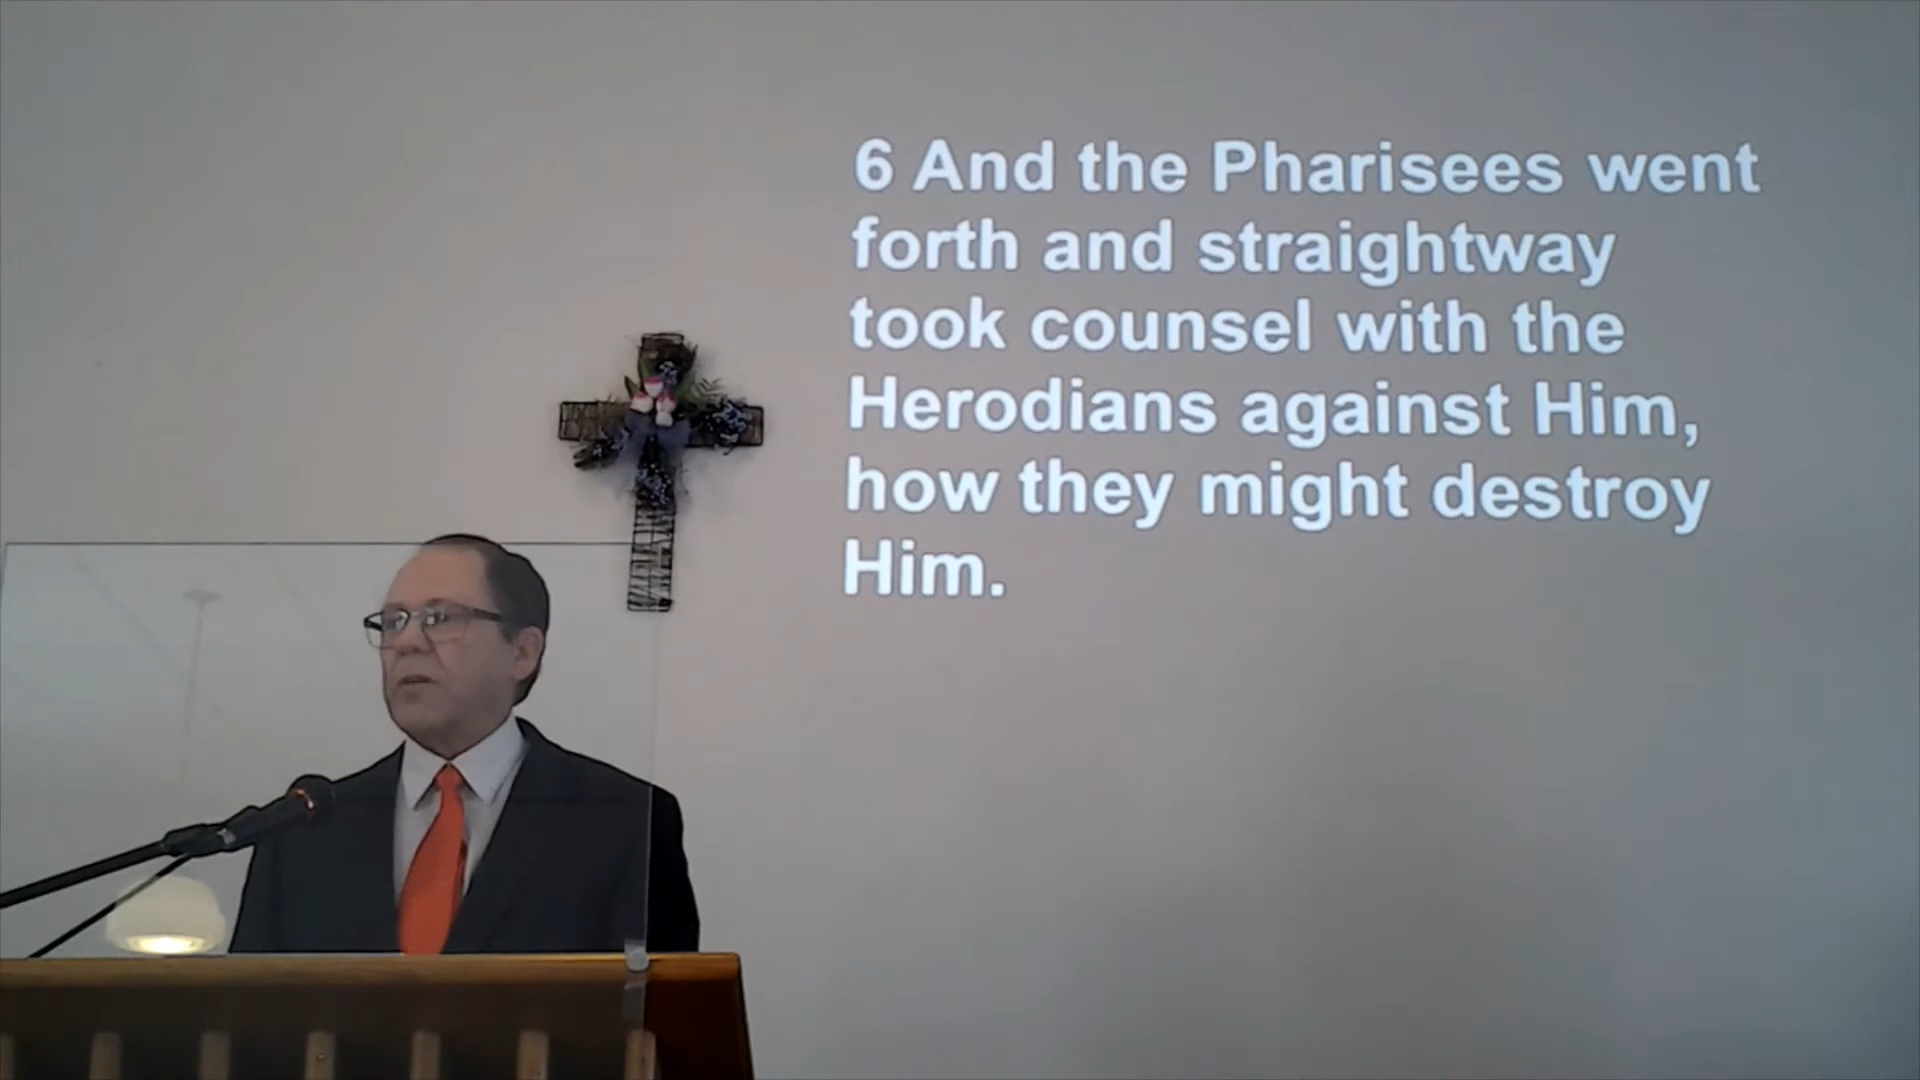 6 And the Pharisees went
forth and straightway
took counsel with the
Herodians against Him,
how they might destroy
Him.